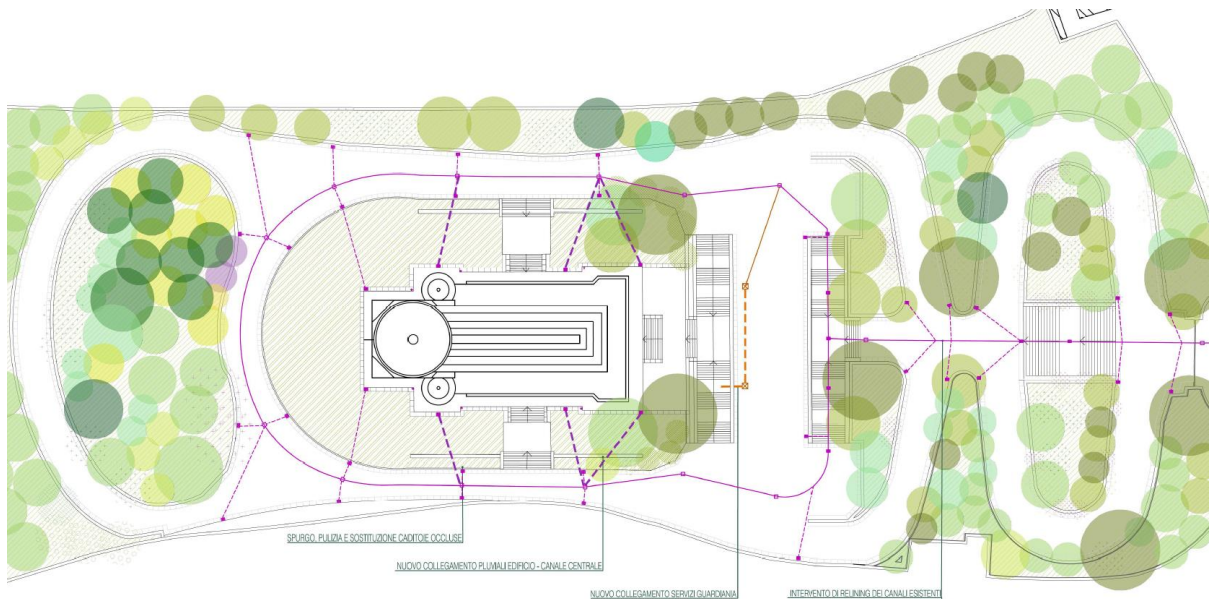 SPURGO, PULIZIA E SOSTITUZIONE CADITOIE OCCLUSE
NUOVO COLLEGAMENTO PLUVIALI EDIFICIO - CANALE CENTRALE
NUOVO COLLEGAMENTO SERVIZI GUARDIANIA
INTERVENTO DI RELINING DEI CANALI ESISTENTI